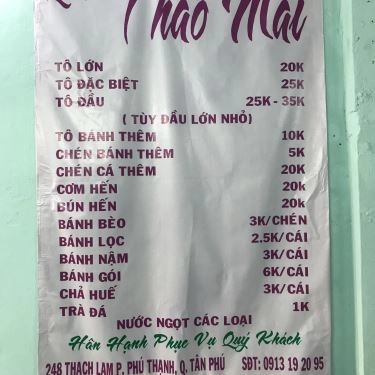 Thảo Mai
TÔ LỚN 20K
TÔ ĐẶC BIỆT 25K
TÔ ĐẦU 25K - 35K
( TÙY ĐẦU LỚN NHỎ)
TÔ BÁNH THÊM 10K
CHÉN BÁNH THÊM 5K
CHÉN CÁ THÊM 20K
CƠM HẾN 20k
BÚN HẾN 20k
BÁNH BÈO 3K/CHÉN
BÁNH LỌC 2.5K/CÁI
BÁNH NẬM 3K/CÁI
BÁNH GÓI 6K/CÁI
CHẢ HUẾ 3K/CÁI
TRÀ ĐÁ 1K
NƯỚC NGỌT CÁC LOẠI
Hân Hạnh Phục Vụ Quý Khách
248 THẠCH LAM P. PHÚ THẠNH, Q. TÂN PHÚ SĐT: 0913 19 20 95